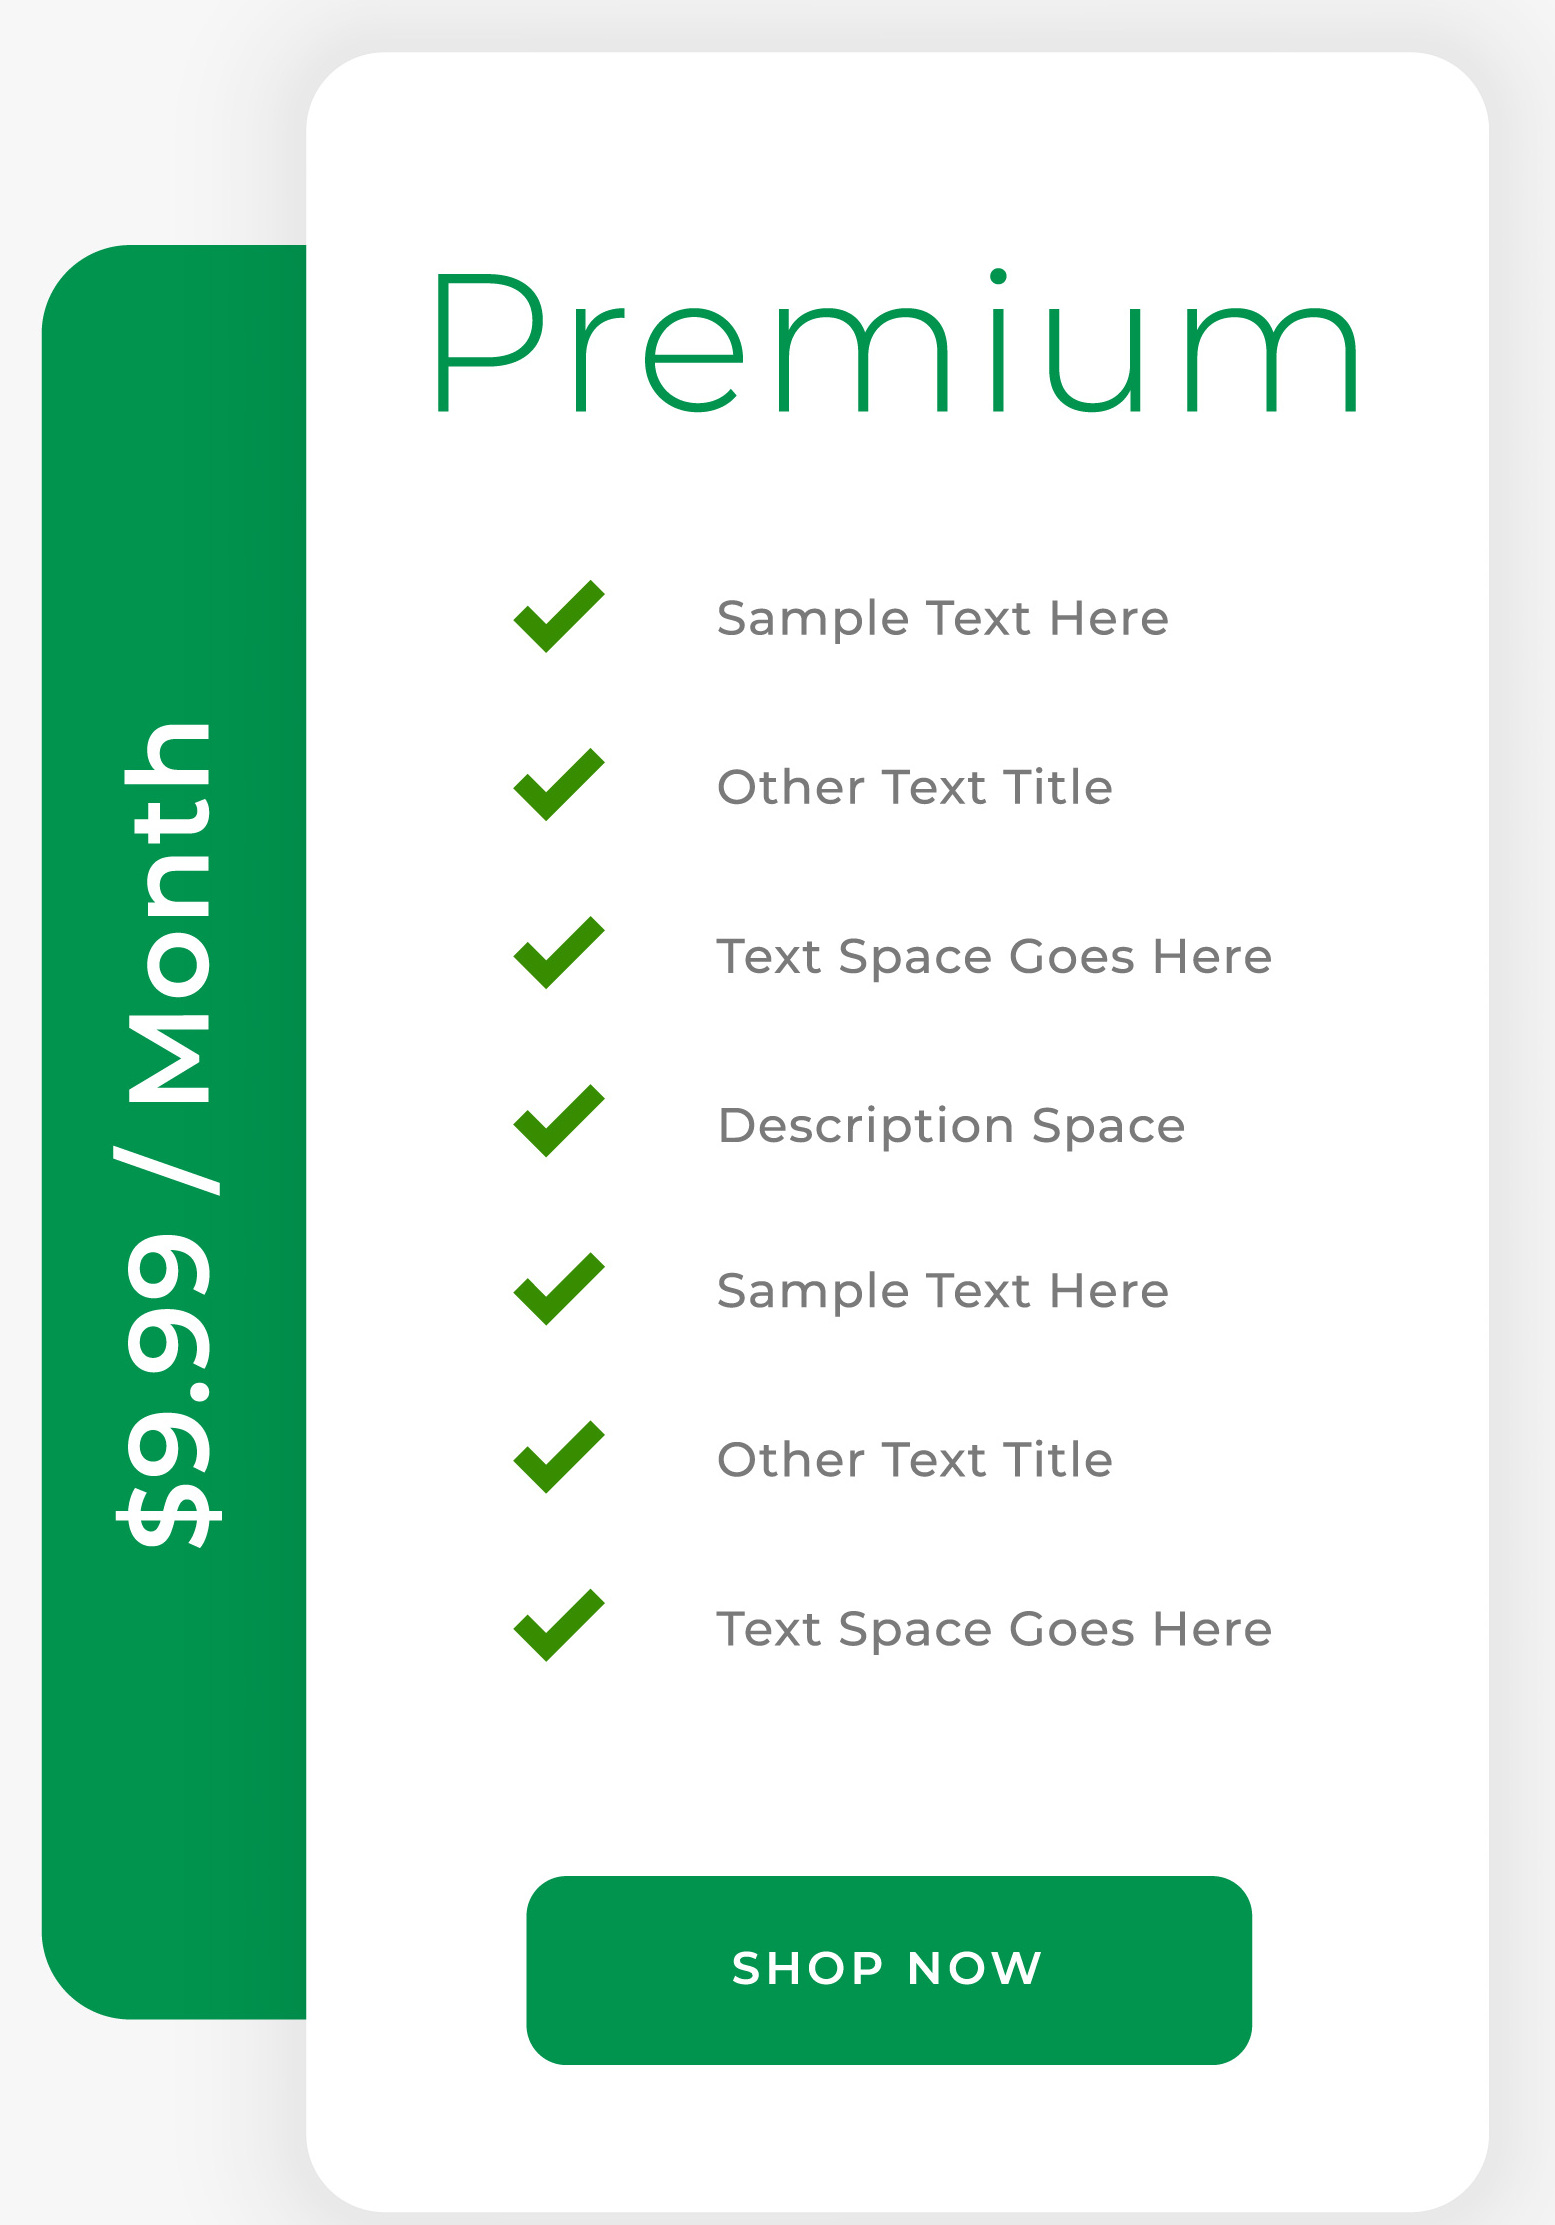 Premium
$9.99 / Month
Sample Text Here
Other Text Title
Text Space Goes Here
Description Space
Sample Text Here
Other Text Title
Text Space Goes Here
SHOP NOW